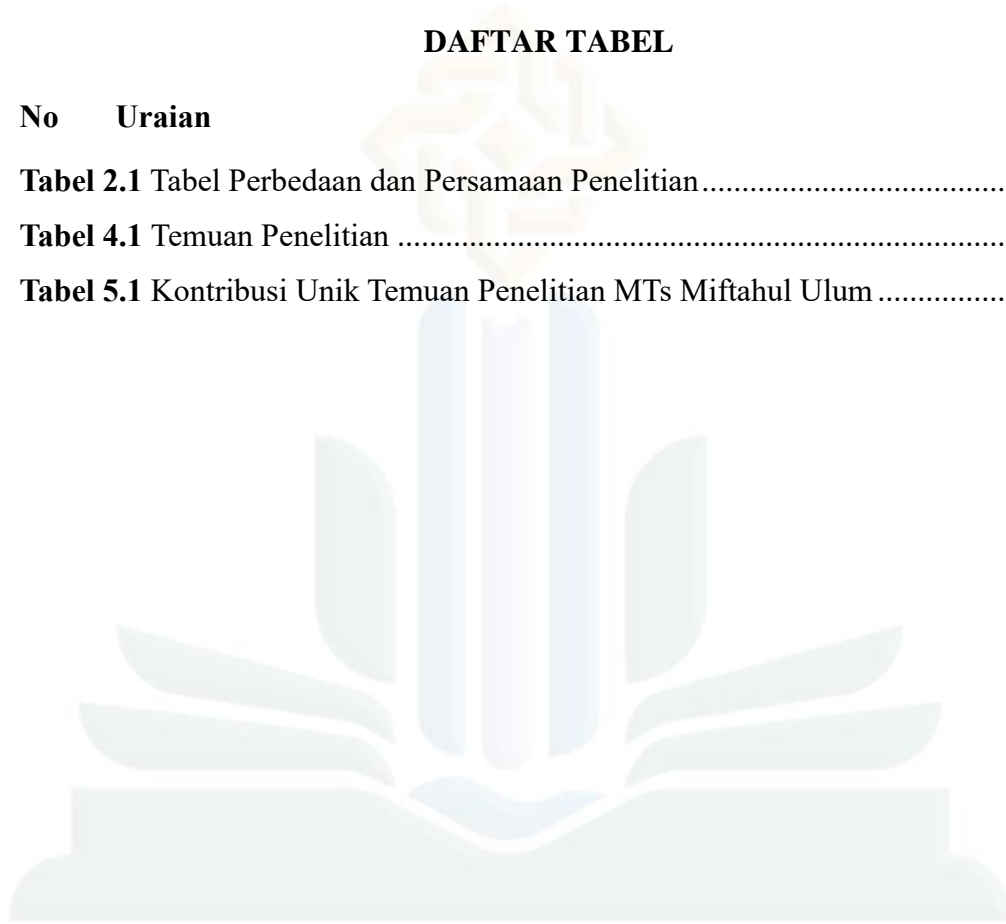 DAFTAR TABEL
No Uraian
Tabel 2.1 Tabel Perbedaan dan Persamaan Penelitian......................................
Tabel 4.1 Temuan Penelitian ............................................................................
Tabel 5.1 Kontribusi Unik Temuan Penelitian MTs Miftahul Ulum ................